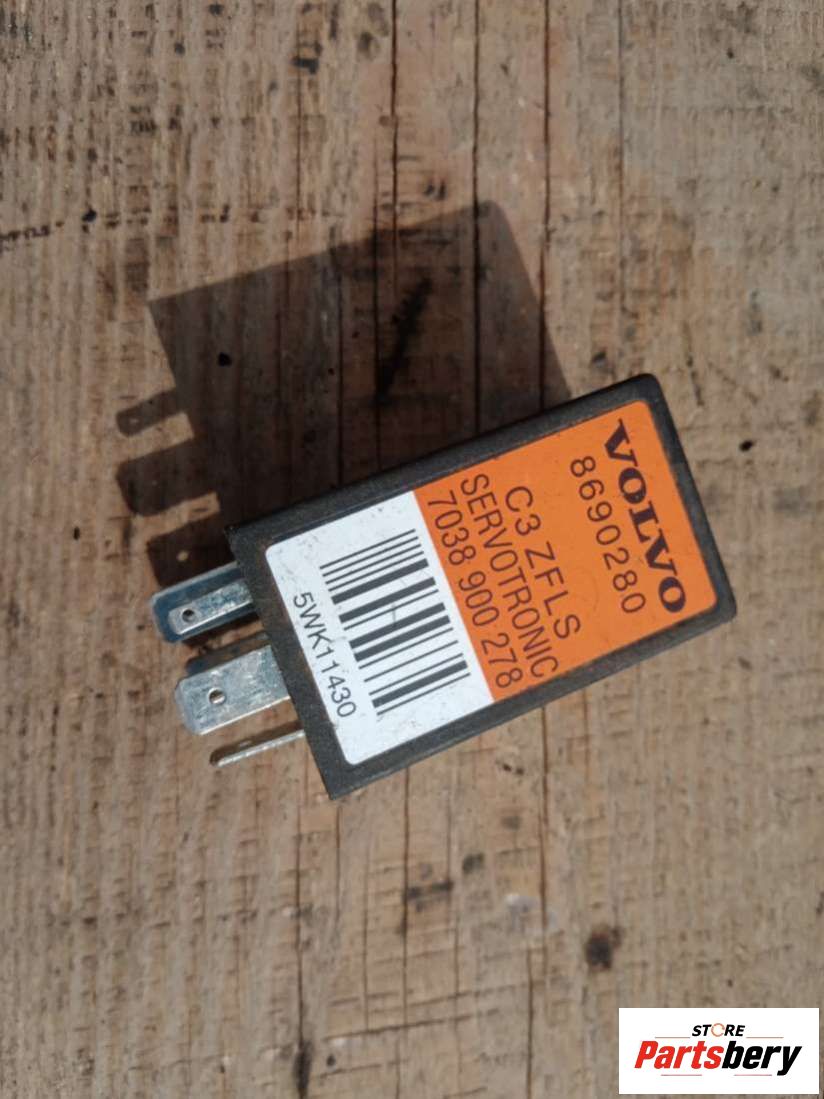 VOLVO
8690280
C3 ZFLS
SERVOTRONIC
7038 900 278
5WK11430
STORE
Partsbery